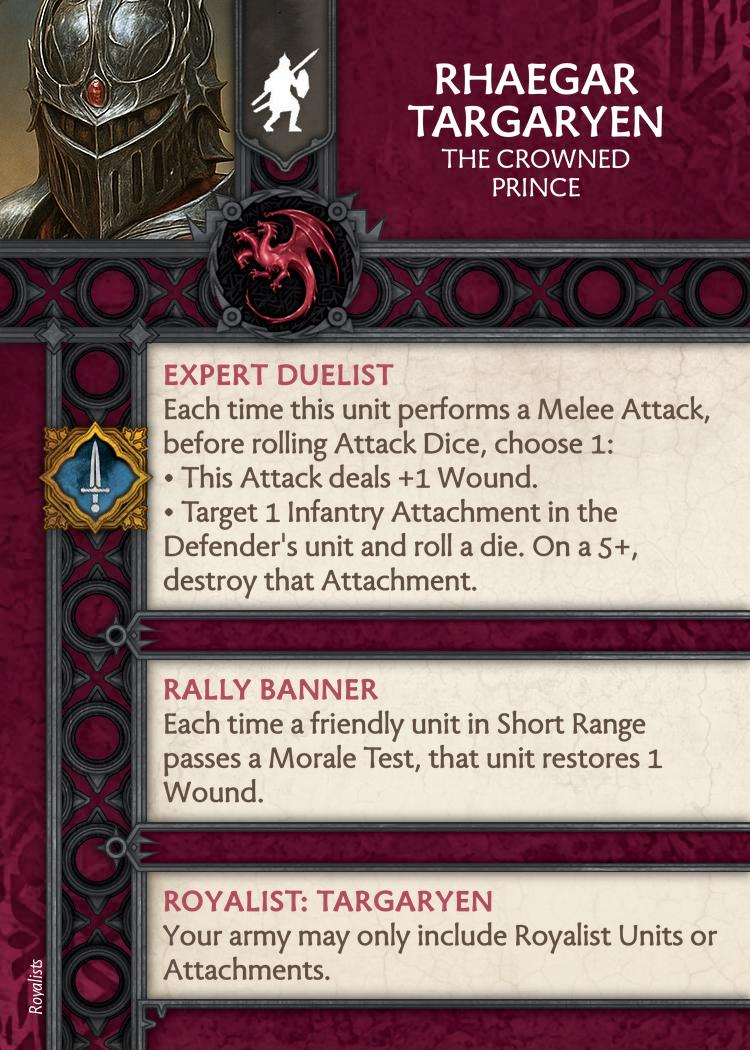 RHAEGAR
TARGARYEN
THE CROWNED
PRINCE
EXPERT DUELIST
Each time this unit performs a Melee Attack,
before rolling Attack Dice, choose 1:
• This Attack deals +1 Wound.
• Target 1 Infantry Attachment in the
Defender's unit and roll a die. On a 5+,
destroy that Attachment.
RALLY BANNER
Each time a friendly unit in Short Range
passes a Morale Test, that unit restores 1
Wound.
ROYALIST: TARGARYEN
Your army may only include Royalist Units or
Attachments.
Royalists